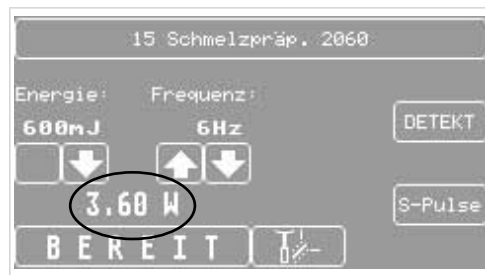 15 Schmelzpräp. 2060
Energie: Frequenz:
600mJ 6Hz
DETEKT
3.60 W
S-Pulse
BEREIT